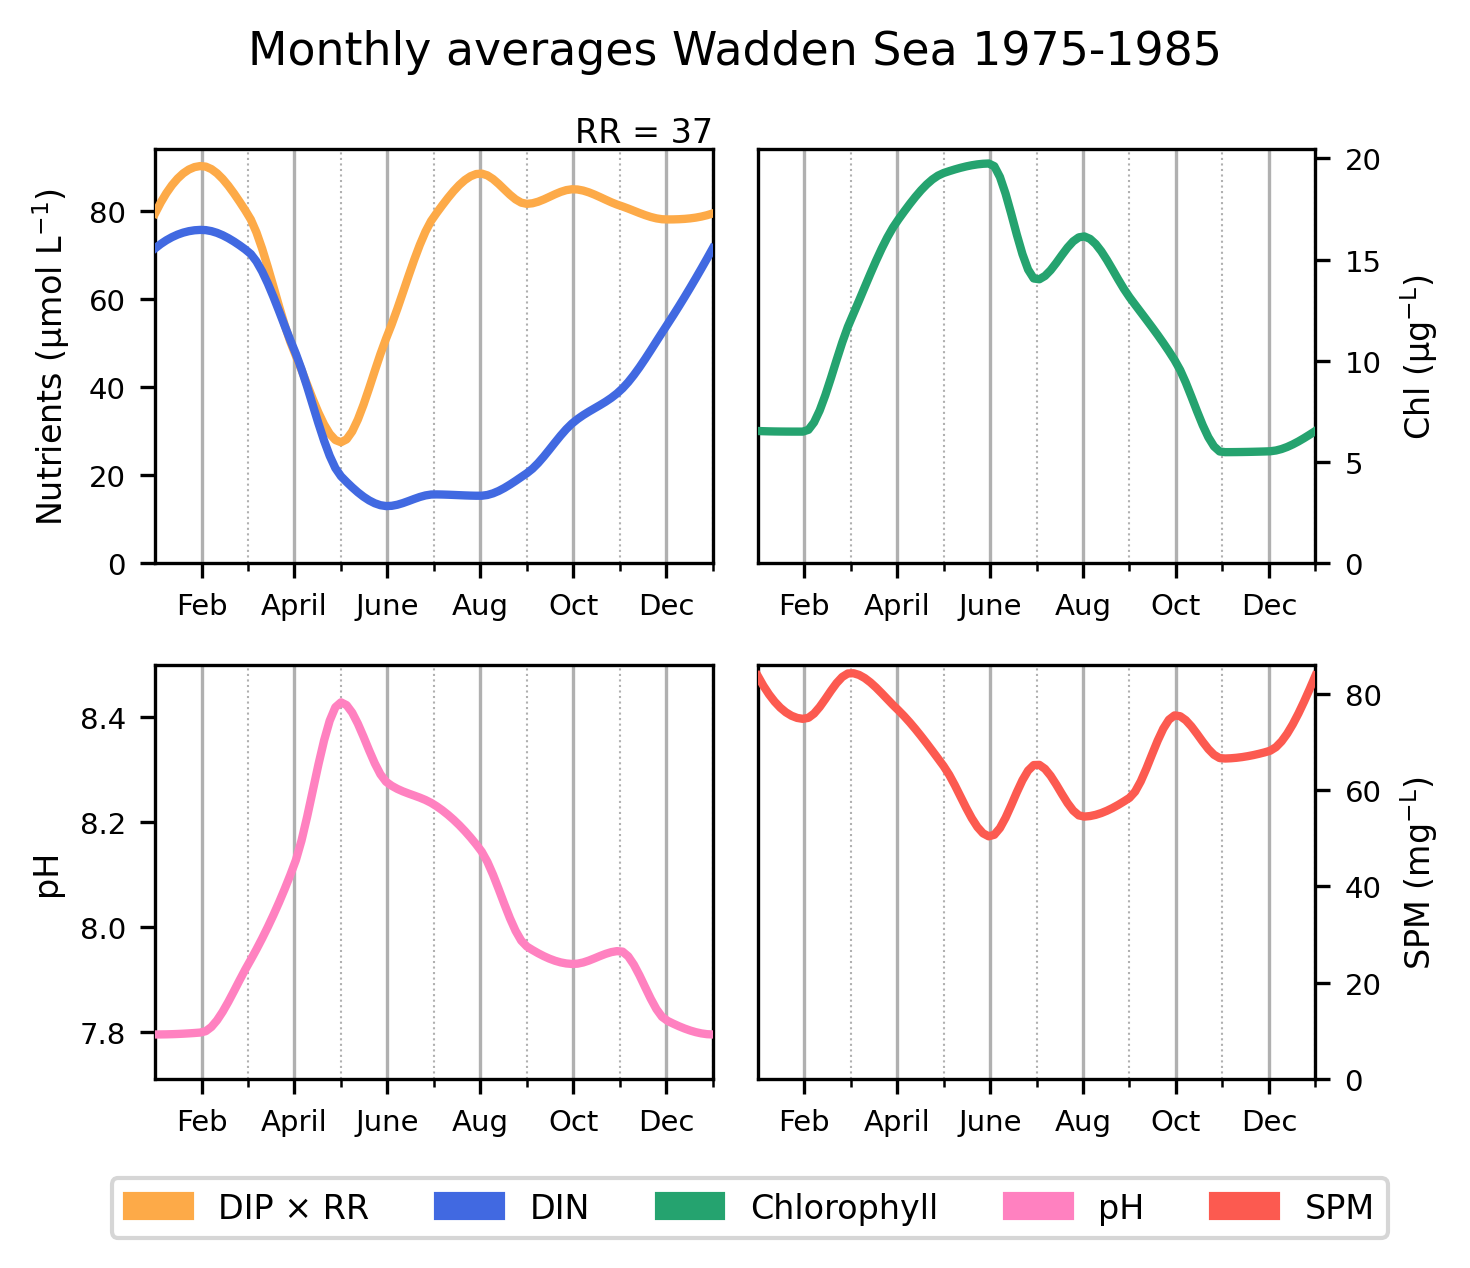 Monthly averages Wadden Sea 1975-1985
RR = 37
Nutrients (µmol L⁻¹)
80
60
40
20
0
Feb April June Aug Oct Dec
20
15
10
5
0
Chl (µg⁻ᴸ)
Feb April June Aug Oct Dec
pH
8.4
8.2
8.0
7.8
Feb April June Aug Oct Dec
80
60
40
20
0
SPM (mg⁻ᴸ)
Feb April June Aug Oct Dec
DIP × RR DIN Chlorophyll pH SPM